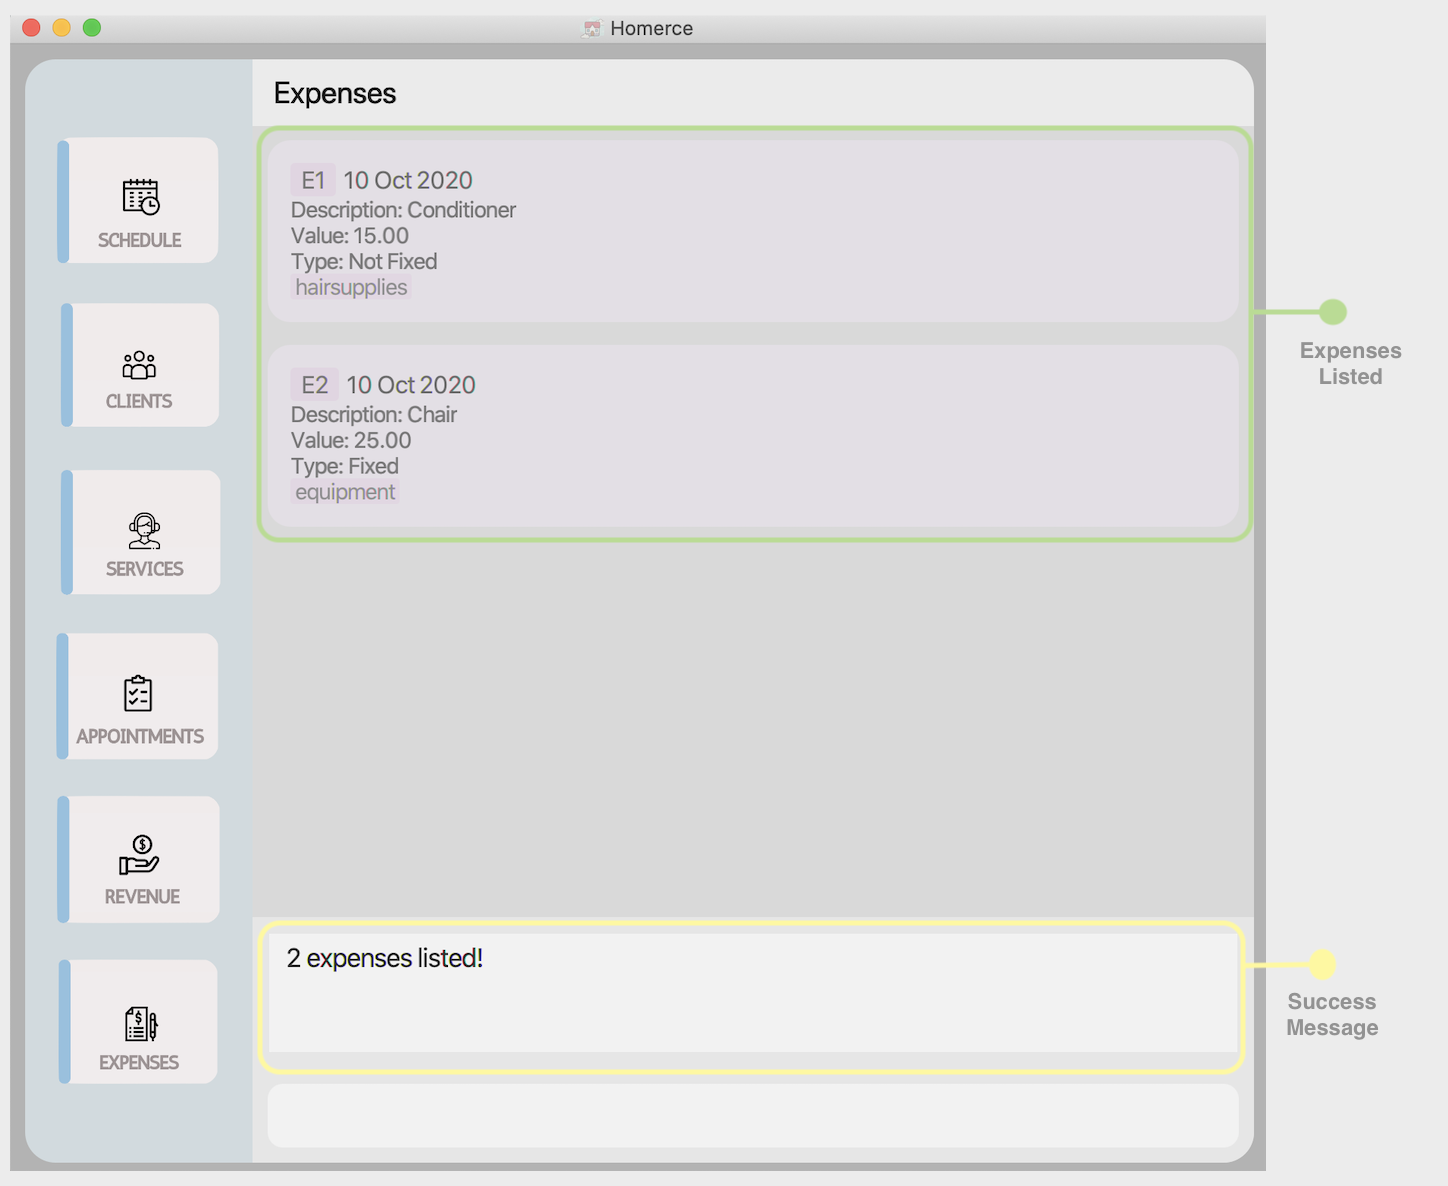 Homerce
Expenses
SCHEDULE
CLIENTS
SERVICES
APPOINTMENTS
REVENUE
EXPENSES
E1 10 Oct 2020
Description: Conditioner
Value: 15.00
Type: Not Fixed
hairsupplies
E2 10 Oct 2020
Description: Chair
Value: 25.00
Type: Fixed
equipment
Expenses
Listed
2 expenses listed!
Success
Message